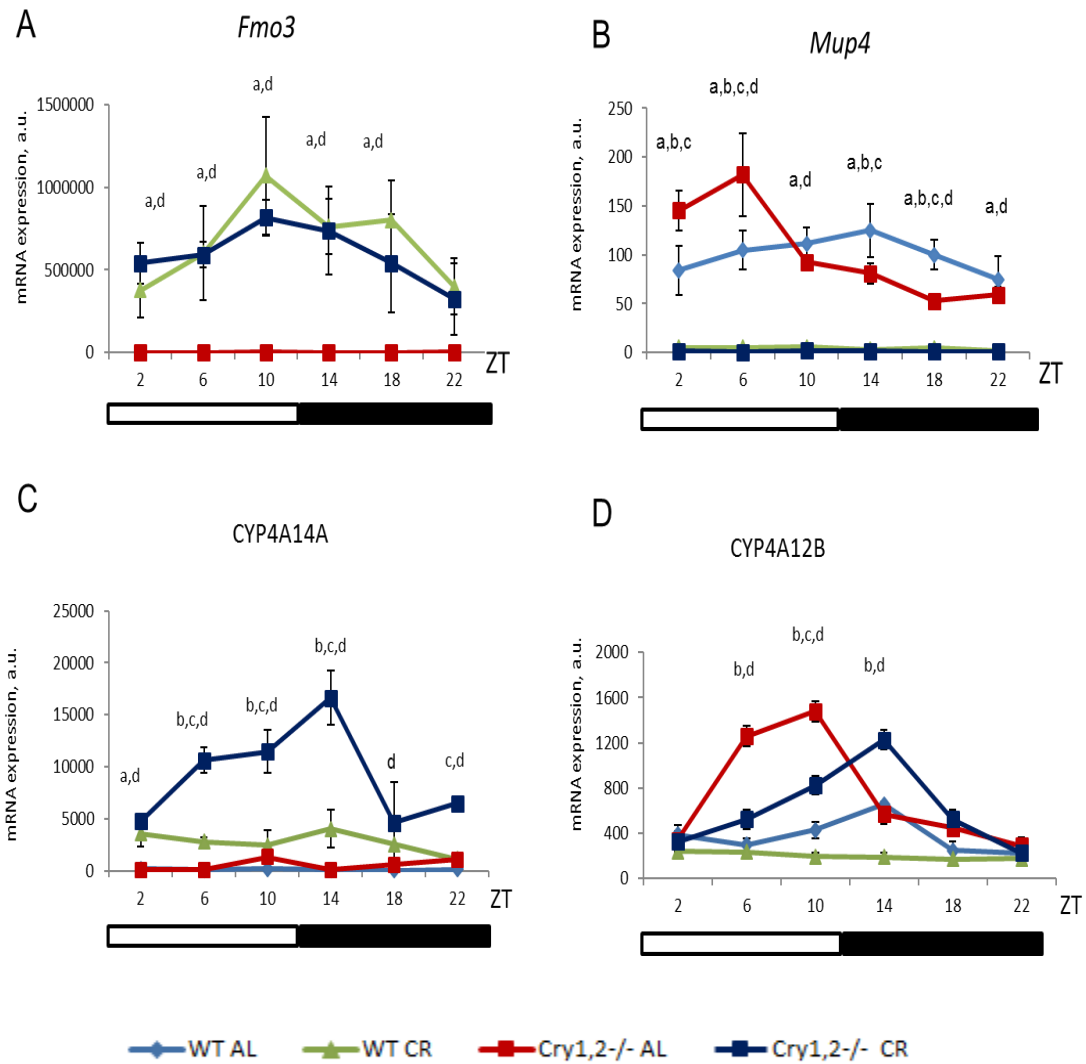 A
Fmo3
a,d
a,d
a,d
a,d
a,d
mRNA expression, a.u.
1500000
1000000
500000
0
2 6 10 14 18 22 ZT
B
Mup4
a,b,c
a,b,c,d
a,d
a,b,c
a,b,c,d
a,d
mRNA expression, a.u.
250
200
150
100
50
0
2 6 10 14 18 22 ZT
C
CYP4A14A
a,d
b,c,d
b,c,d
b,c,d
d
c,d
mRNA expression, a.u.
25000
20000
15000
10000
5000
0
2 6 10 14 18 22 ZT
D
CYP4A12B
b,d
b,c,d
b,d
mRNA expression, a.u.
2000
1600
1200
800
400
0
2 6 10 14 18 22 ZT
WT AL WT CR Cry1,2-/- AL Cry1,2-/- CR